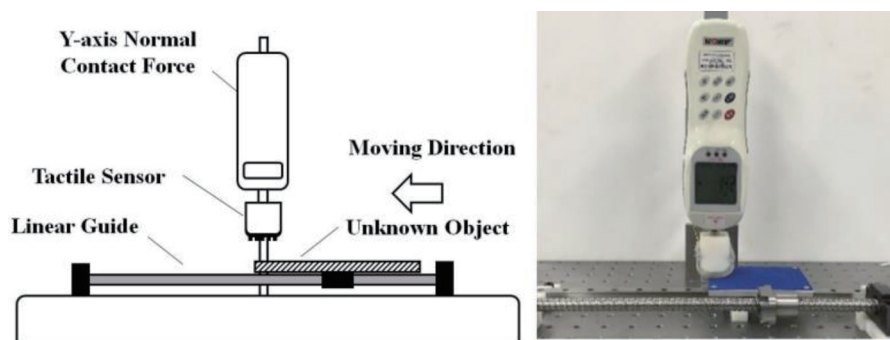 Y-axis Normal
Contact Force
Moving Direction
Tactile Sensor
Linear Guide
Unknown Object